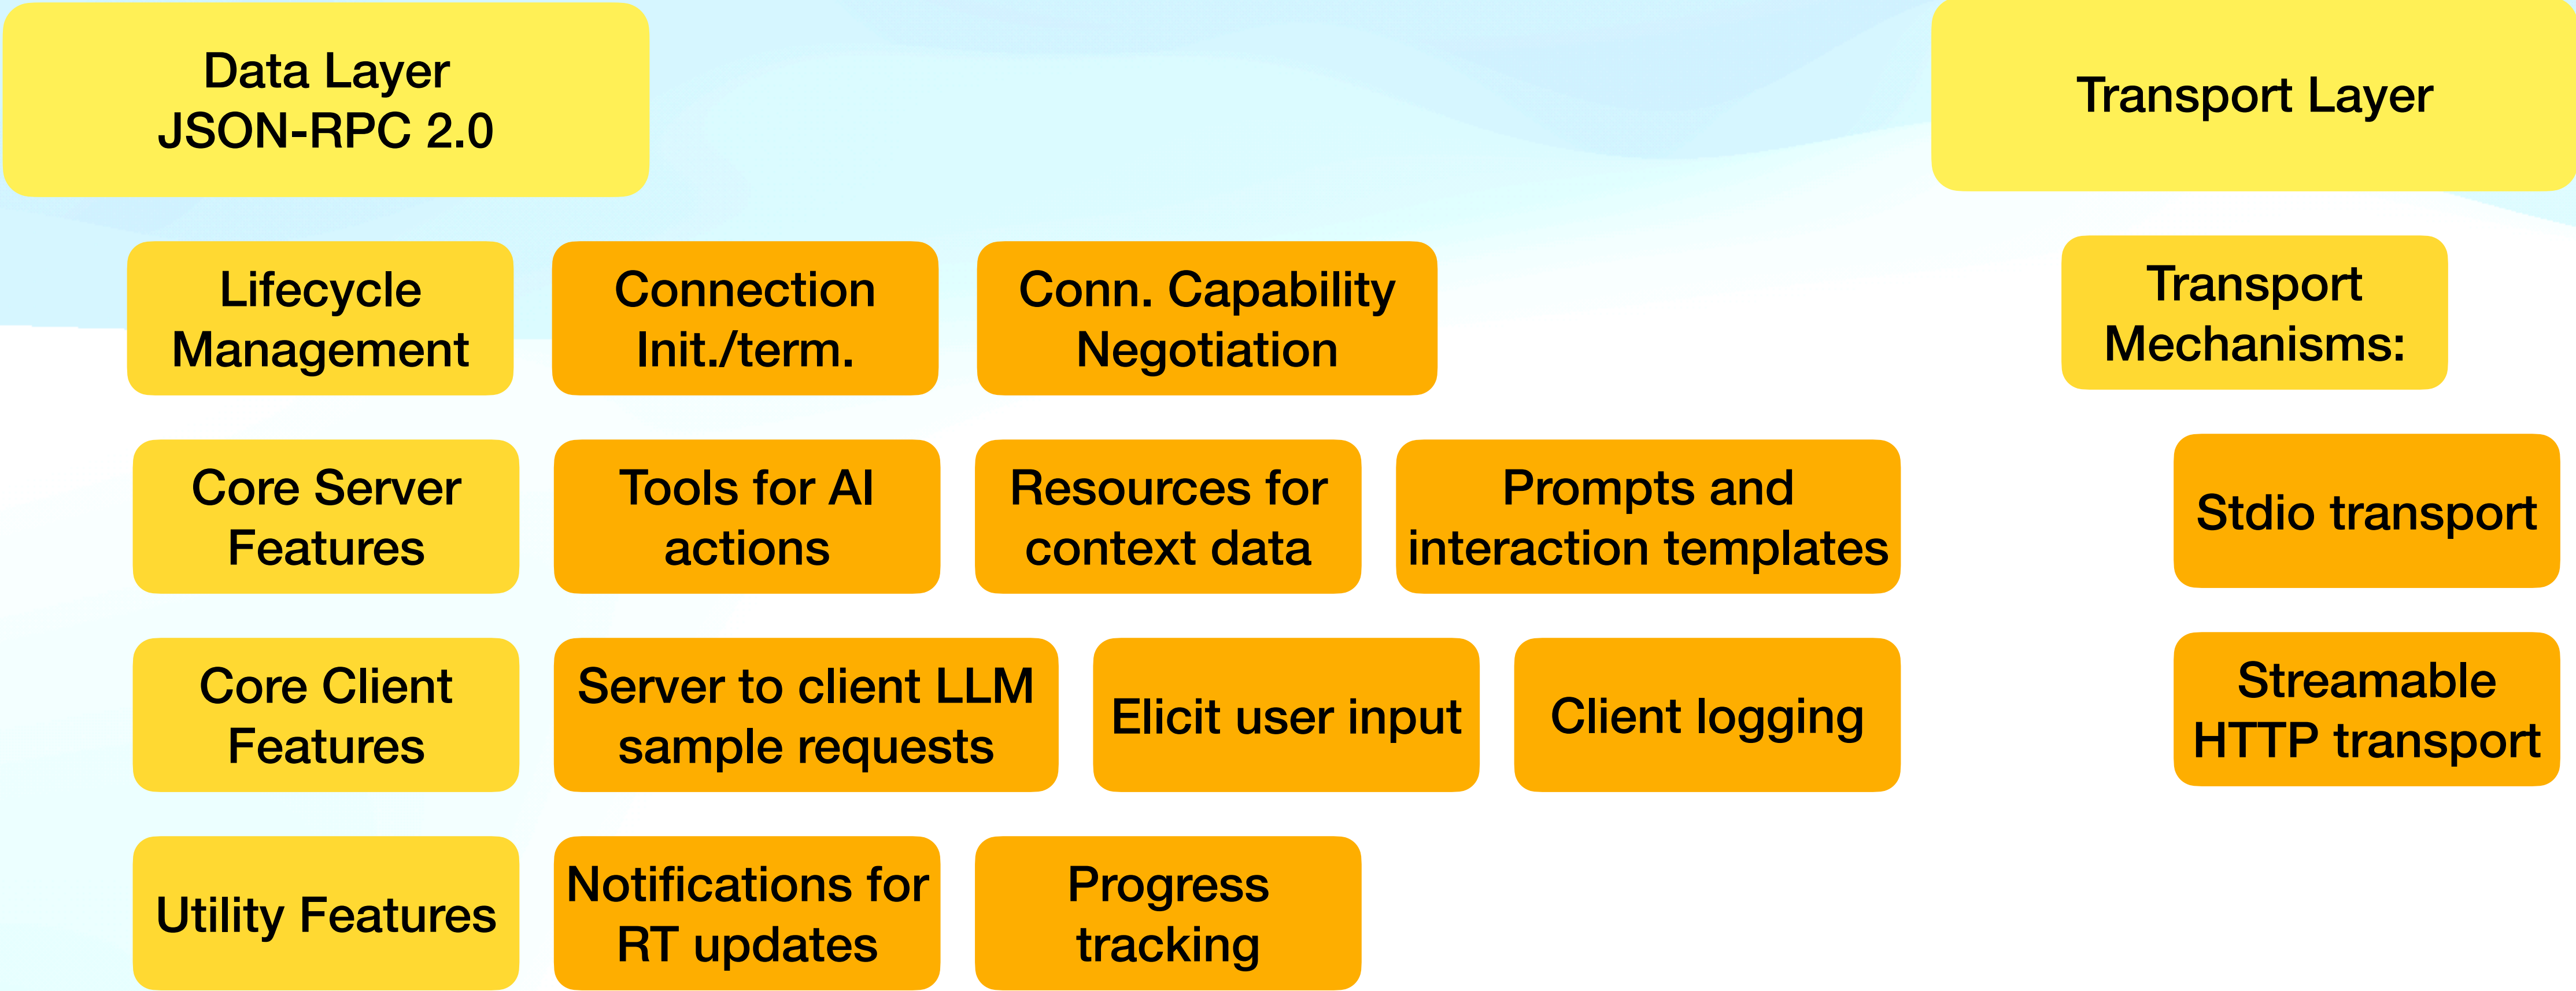 Data Layer
JSON-RPC 2.0
Transport Layer
Lifecycle
Management
Connection
Init./term.
Conn. Capability
Negotiation
Transport
Mechanisms:
Core Server
Features
Tools for AI
actions
Resources for
context data
Prompts and
interaction templates
Stdio transport
Core Client
Features
Server to client LLM
sample requests
Elicit user input
Client logging
Streamable
HTTP transport
Utility Features
Notifications for
RT updates
Progress
tracking